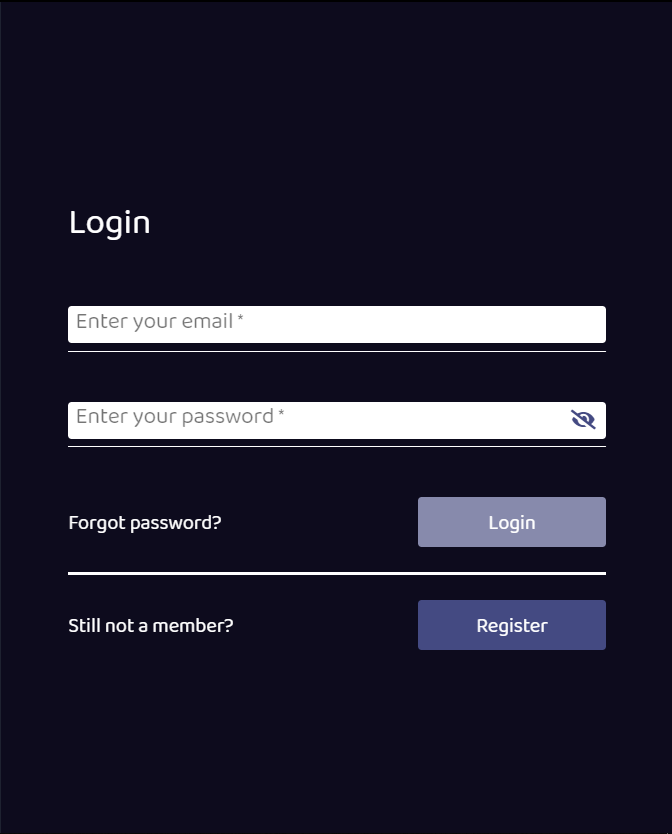 Login
Enter your email *
Enter your password *
Forgot password?
Login
Still not a member?
Register